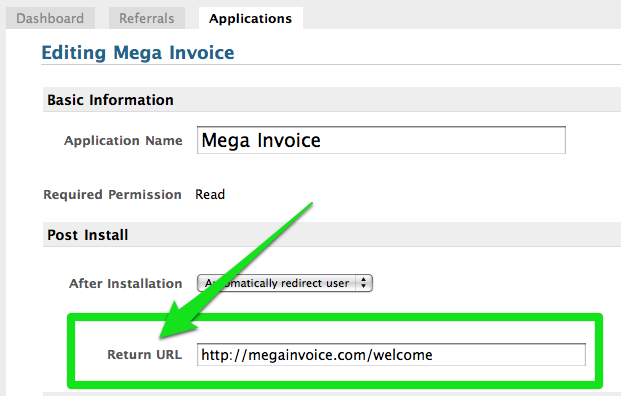 Dashboard Referrals Applications
Editing Mega Invoice
Basic Information
Application Name Mega Invoice
Required Permission Read
Post Install
After Installation Automatically redirect user
Return URL http://megainvoice.com/welcome